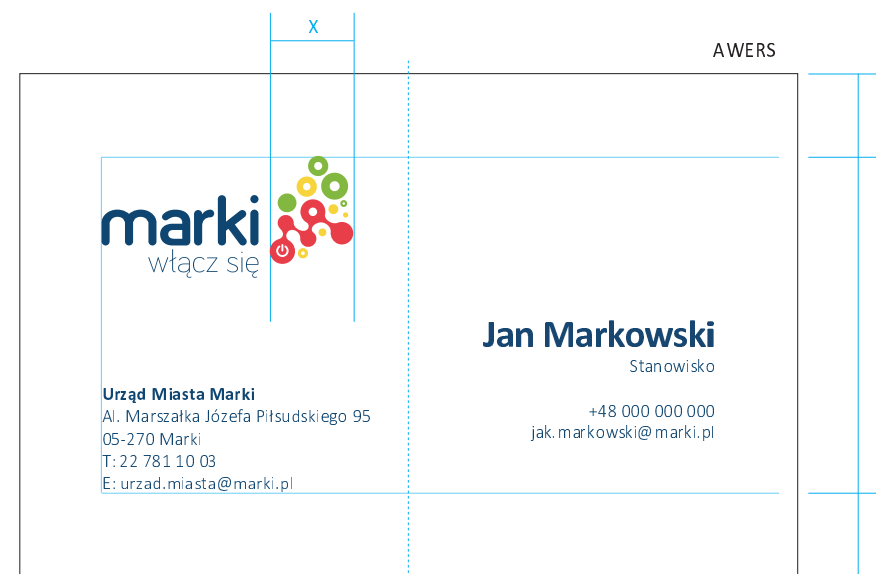 X
AWERS
marki
włącz się
Jan Markowski
Stanowisko
+48 000 000 000
jak.markowski@marki.pl
Urząd Miasta Marki
Al. Marszałka Józefa Piłsudskiego 95
05-270 Marki
T: 22 781 10 03
E: urzad.miasta@marki.pl